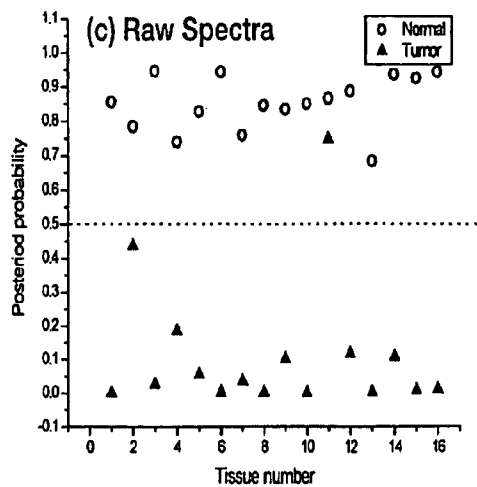 (c) Raw Spectra
Normal
Tumor
1.1
1.0
0.9
0.8
0.7
0.6
0.5
0.4
0.3
0.2
0.1
0.0
-0.1
Posteriod probability
0 2 4 6 8 10 12 14 16
Tissue number